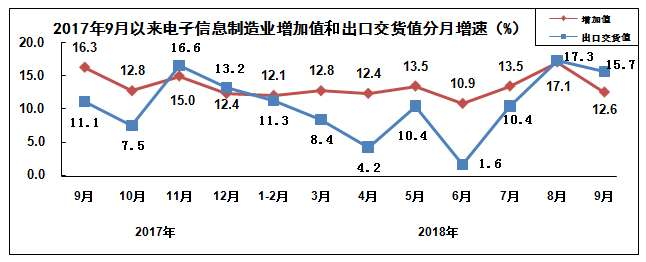 2017年9月以来电子信息制造业增加值和出口交货值分月增速（%）
增加值
出口交货值
20.0
15.0
10.0
5.0
0.0
16.3 12.8 15.0 12.4 12.1 12.8 12.4 13.5 10.9 13.5 17.1 12.6
11.1 7.5 16.6 13.2 11.3 8.4 4.2 10.4 1.6 10.4 17.3 15.7
9月 10月 11月 12月 1-2月 3月 4月 5月 6月 7月 8月 9月
2017年 2018年